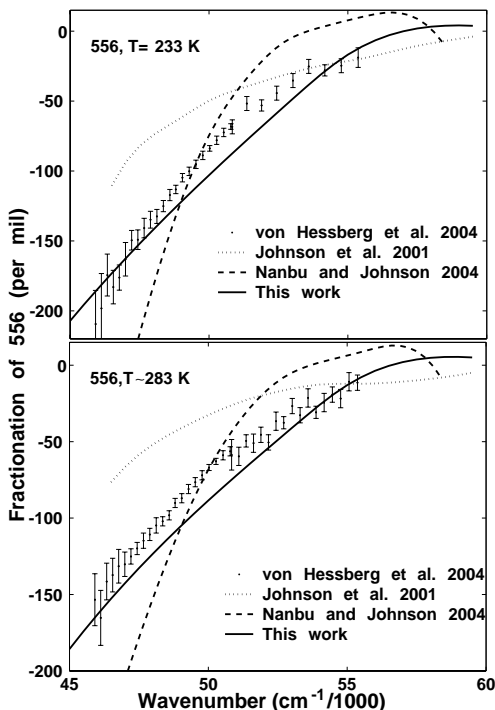 0
-50
-100
-150
-200
556, T= 233 K
von Hessberg et al. 2004
Johnson et al. 2001
Nanbu and Johnson 2004
This work
Fractionation of 556 (per mil)
0
-50
-100
-150
-200
556,T~283 K
von Hessberg et al. 2004
Johnson et al. 2001
Nanbu and Johnson 2004
This work
45 50 55 60
Wavenumber (cm⁻¹/1000)